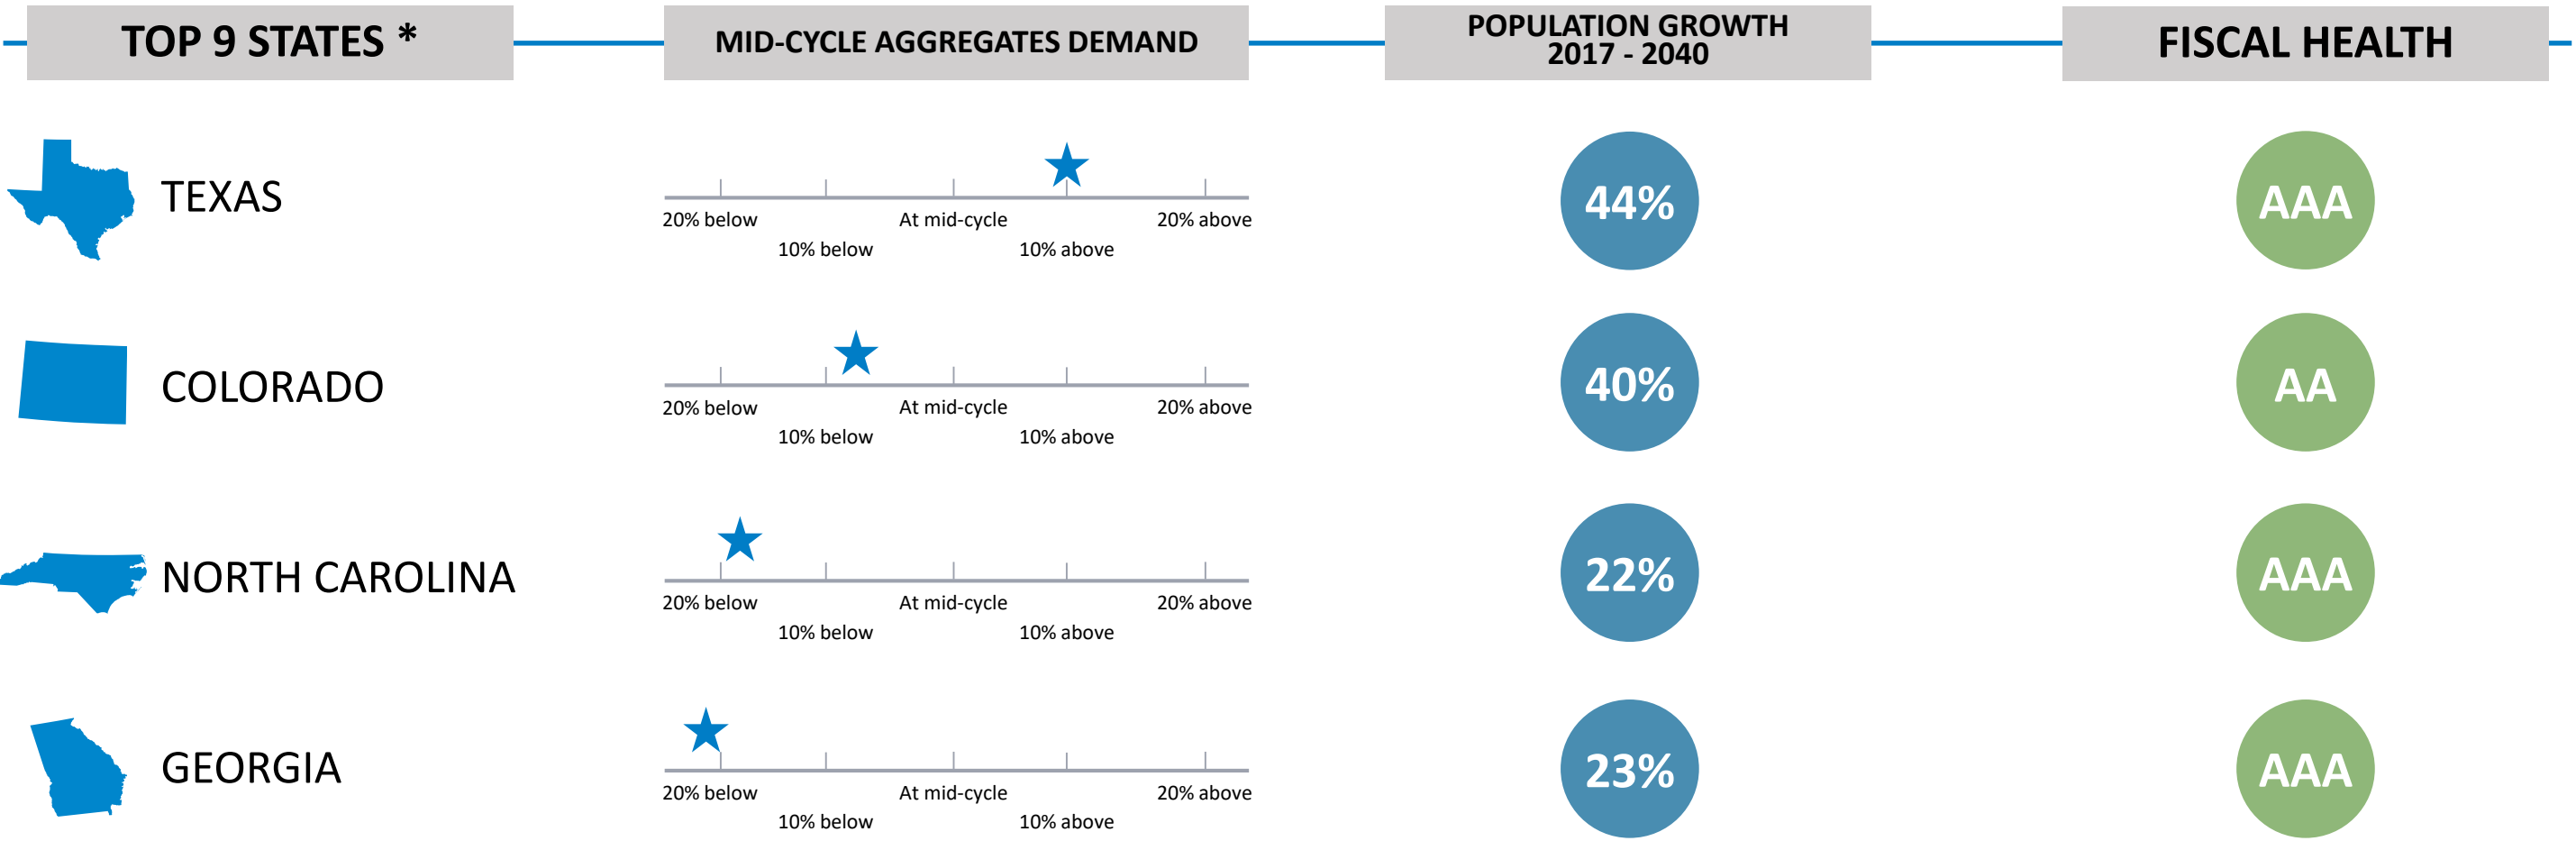 TOP 9 STATES *
MID-CYCLE AGGREGATES DEMAND
POPULATION GROWTH
2017 - 2040
FISCAL HEALTH
TEXAS
20% below
10% below
At mid-cycle
10% above
20% above
44%
AAA
COLORADO
20% below
10% below
At mid-cycle
10% above
20% above
40%
AA
NORTH CAROLINA
20% below
10% below
At mid-cycle
10% above
20% above
22%
AAA
GEORGIA
20% below
10% below
At mid-cycle
10% above
20% above
23%
AAA